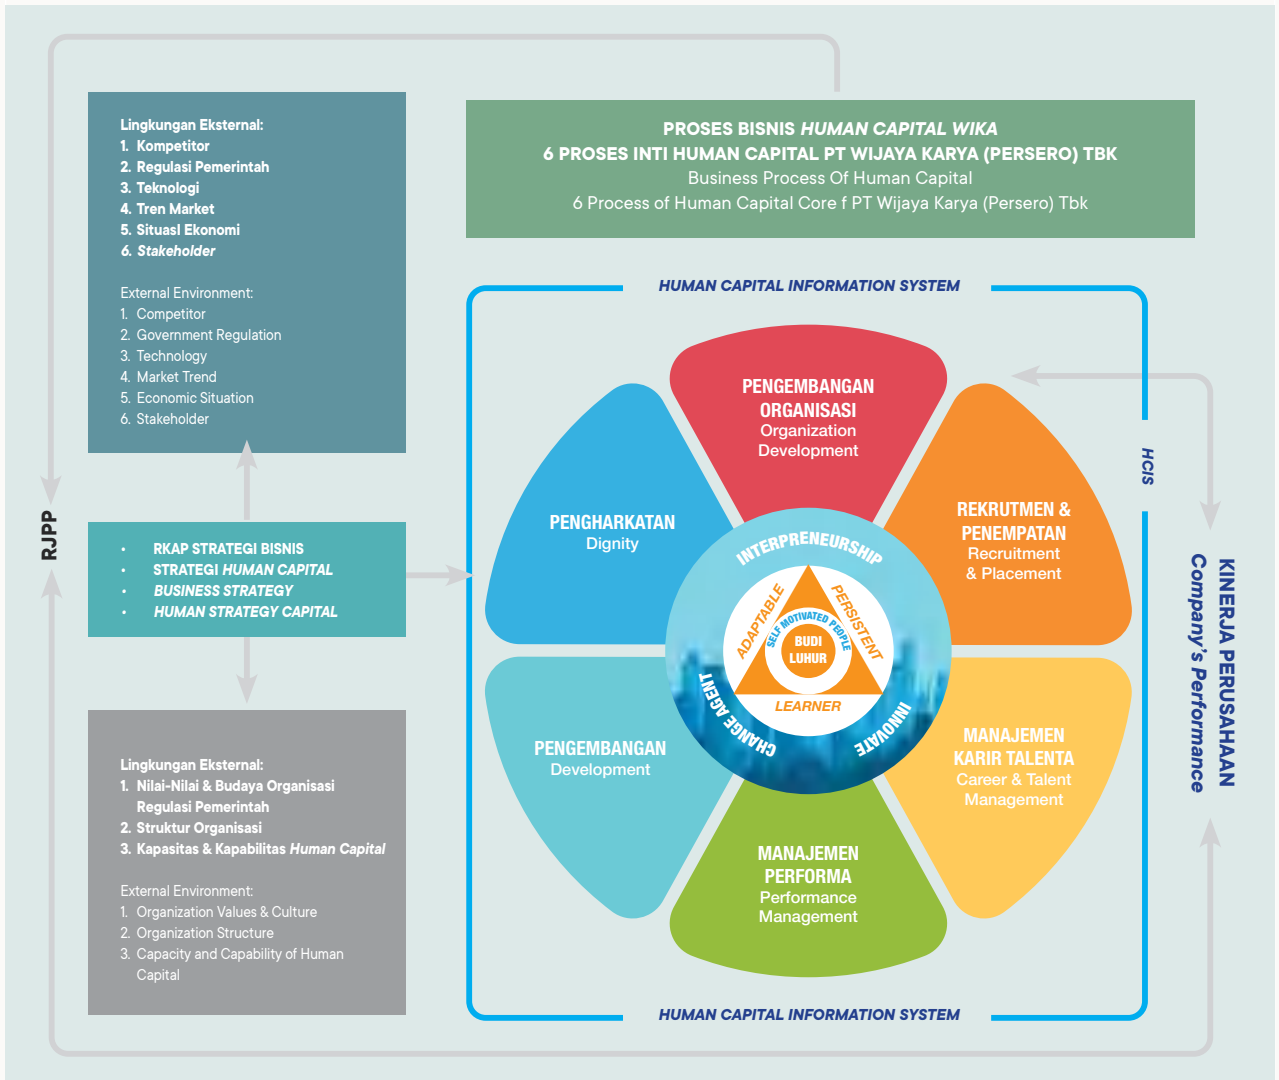 Lingkungan Eksternal:
1. Kompetitor
2. Regulasi Pemerintah
3. Teknologi
4. Tren Market
5. Situasl Ekonomi
6. Stakeholder
External Environment:
1. Competitor
2. Government Regulation
3. Technology
4. Market Trend
5. Economic Situation
6. Stakeholder
RJPP
• RKAP STRATEGI BISNIS
• STRATEGI HUMAN CAPITAL
• BUSINESS STRATEGY
• HUMAN STRATEGY CAPITAL
Lingkungan Eksternal:
1. Nilai-Nilai & Budaya Organisasi
Regulasi Pemerintah
2. Struktur Organisasi
3. Kapasitas & Kapabilitas Human Capital
External Environment:
1. Organization Values & Culture
2. Organization Structure
3. Capacity and Capability of Human
Capital
PROSES BISNIS HUMAN CAPITAL WIKA
6 PROSES INTI HUMAN CAPITAL PT WIJAYA KARYA (PERSERO) TBK
Business Process Of Human Capital
6 Process of Human Capital Core f PT Wijaya Karya (Persero) Tbk
HUMAN CAPITAL INFORMATION SYSTEM
PENGEMBANGAN
ORGANISASI
Organization
Development
REKRUTMEN &
PENEMPATAN
Recruitment
& Placement
MANAJEMEN
KARIR TALENTA
Career & Talent
Management
MANAJEMEN
PERFORMA
Performance
Management
PENGEMBANGAN
Development
PENGHARKATAN
Dignity
INTERPRENEURSHIP
INNOVATE
CHANGE AGENT
ADAPTABLE
PERSISTENT
LEARNER
SELF MOTIVATED PEOPLE
BUDI
LUHUR
HCIS
HUMAN CAPITAL INFORMATION SYSTEM
KINERJA PERUSAHAAN
Company's Performance